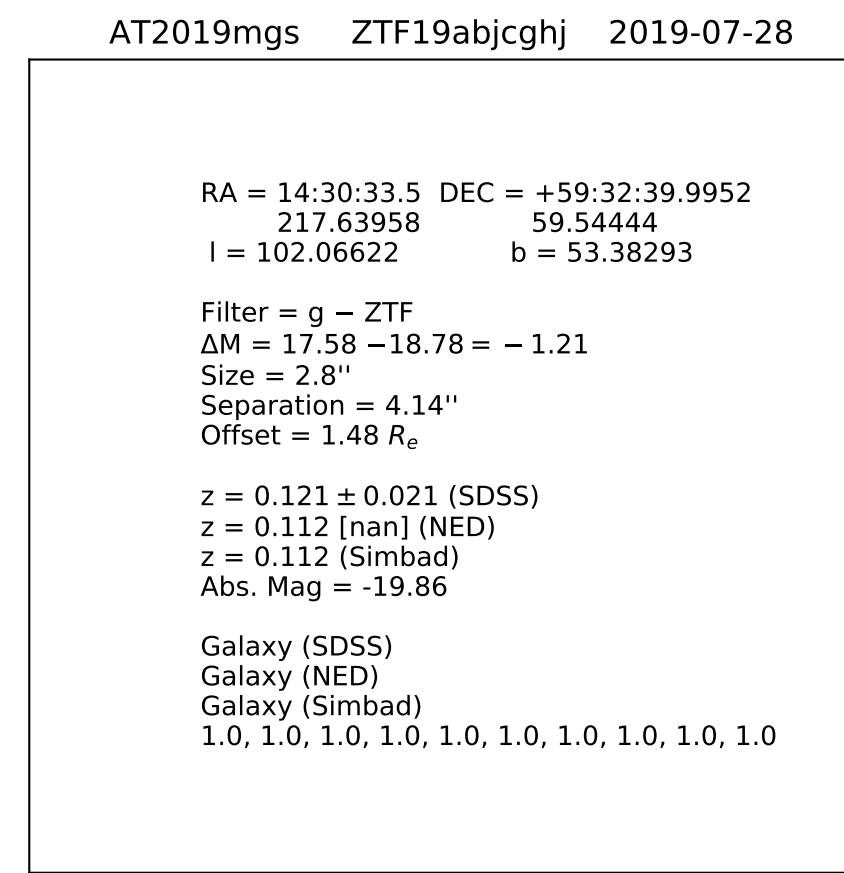 AT2019mgs ZTF19abjcghj 2019-07-28
RA = 14:30:33.5 DEC = +59:32:39.9952
217.63958 59.54444
l = 102.06622 b = 53.38293
Filter = g − ZTF
ΔM = 17.58 −18.78 = − 1.21
Size = 2.8''
Separation = 4.14''
Offset = 1.48 Rₑ
z = 0.121 ± 0.021 (SDSS)
z = 0.112 [nan] (NED)
z = 0.112 (Simbad)
Abs. Mag = -19.86
Galaxy (SDSS)
Galaxy (NED)
Galaxy (Simbad)
1.0, 1.0, 1.0, 1.0, 1.0, 1.0, 1.0, 1.0, 1.0, 1.0